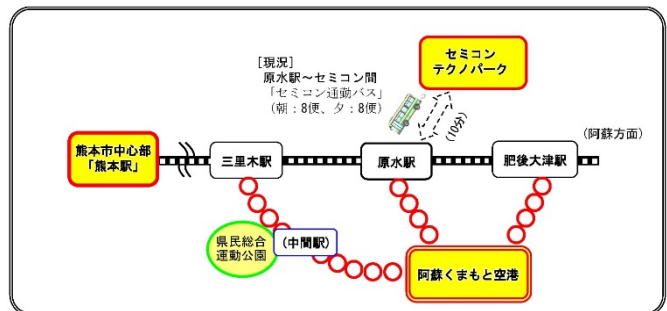 セミコン
テクノパーク
[現況]
原水駅～セミコン間
「セミコン通勤バス」
(朝：8便、夕：8便)
(10分)
(阿蘇方面)
熊本市中心部
「熊本駅」
三里木駅
原水駅
肥後大津駅
県民総合
運動公園
(中間駅)
阿蘇くまもと空港